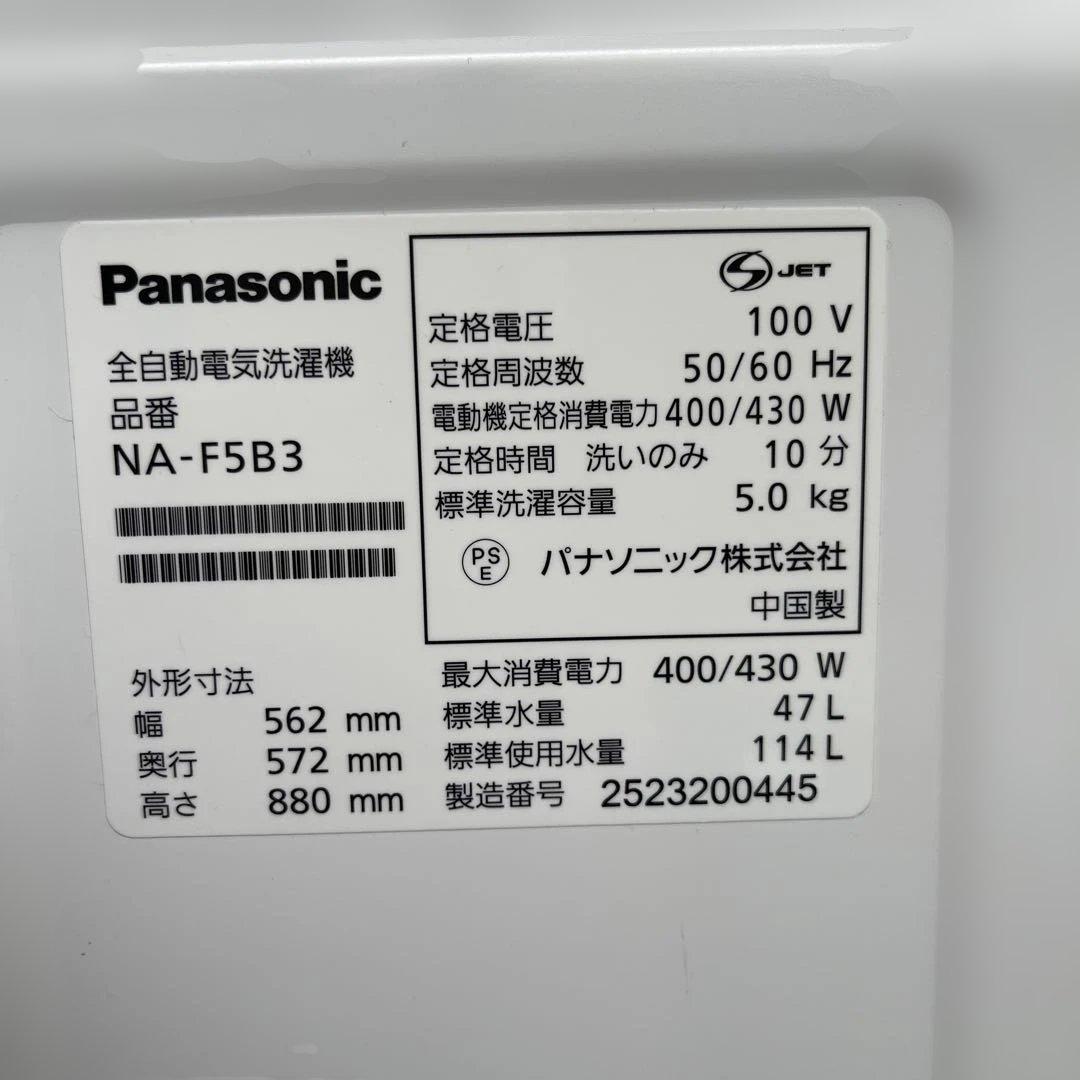 Panasonic
全自動電気洗濯機
品番
NA-F5B3
外形寸法
幅 562 mm
奥行 572 mm
高さ 880 mm
S JET
定格電圧 100 V
定格周波数 50/60 Hz
電動機定格消費電力 400/430 W
定格時間 洗いのみ 10 分
標準洗濯容量 5.0 kg
PS
E パナソニック株式会社
中国製
最大消費電力 400/430 W
標準水量 47 L
標準使用水量 114 L
製造番号 2523200445